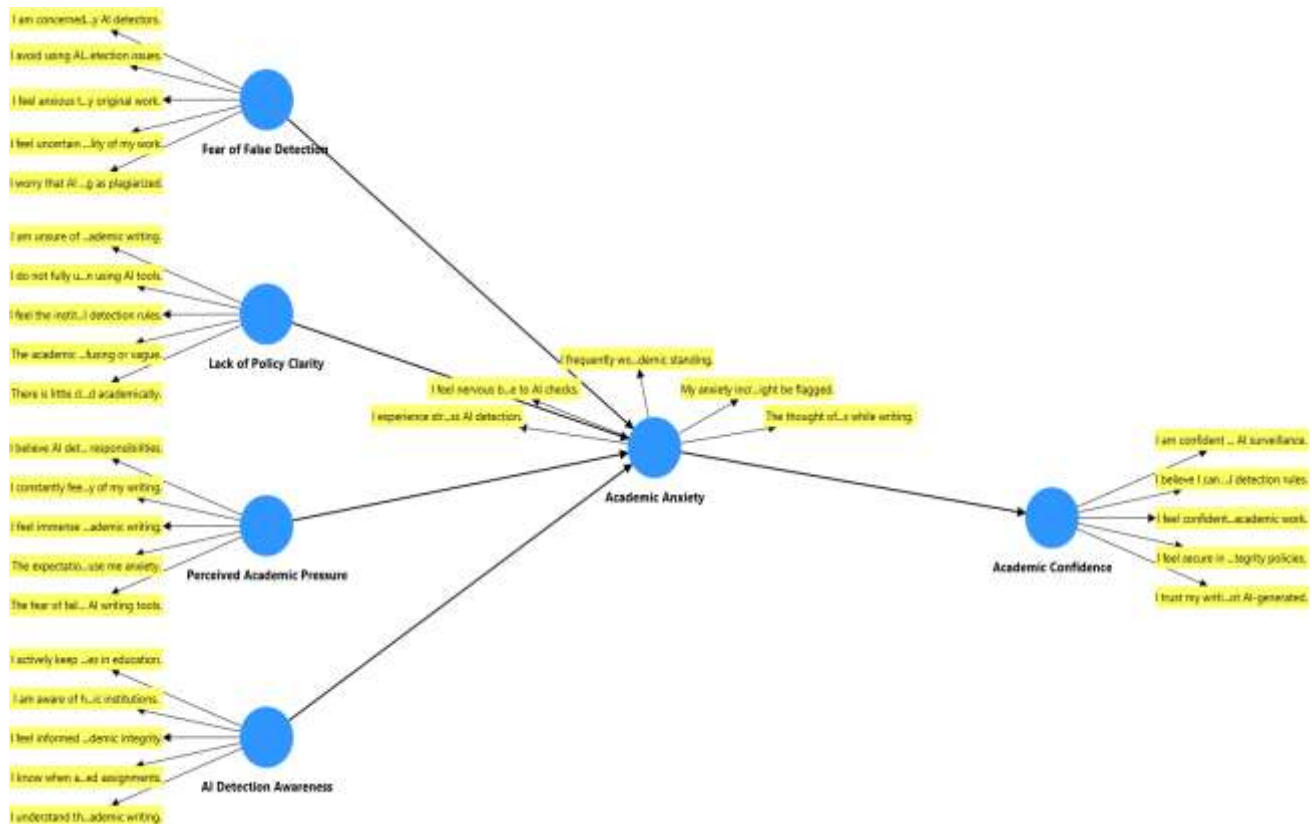 I am concerned...y AI detectors.
I avoid using AI...etection issues.
I feel anxious t...y original work.
I feel uncertain ...lity of my work.
I worry that AI ...g as plagiarized.
Fear of False Detection
I am unsure of ...ademic writing.
I do not fully u...n using AI tools.
I feel the instit...I detection rules.
The academic ...fusing or vague.
There is little d...d academically.
Lack of Policy Clarity
I believe AI det... responsibilities.
I constantly fee...y of my writing.
I feel immense ...ademic writing.
The expectatio...use me anxiety.
The fear of fail... AI writing tools.
Perceived Academic Pressure
I actively keep ...es in education.
I am aware of h...ic institutions.
I feel informed ...demic integrity
I know when a...ed assignments.
I understand th...ademic writing.
AI Detection Awareness
I frequently wo...demic standing.
I feel nervous b...e to AI checks.
My anxiety incr...ight be flagged.
I experience str...ss AI detection.
The thought of...s while writing.
Academic Anxiety
I am confident ... AI surveillance.
I believe I can...I detection rules.
I feel confident...academic work.
I feel secure in ...tegrity policies.
I trust my writi...ot AI-generated.
Academic Confidence